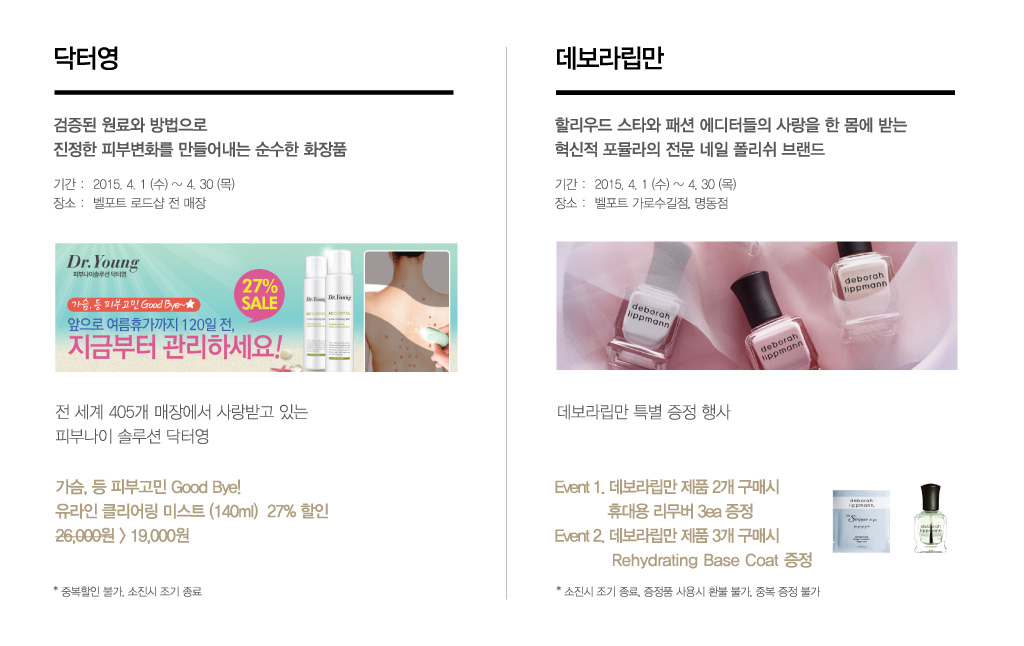 닥터영
검증된 원료와 방법으로
진정한 피부변화를 만들어내는 순수한 화장품
기간 : 2015. 4. 1 (수) ~ 4. 30 (목)
장소 : 벨포트 로드샵 전 매장
Dr.Young
피부나이솔루션 닥터영
가슴, 등 피부고민 Good Bye~★
앞으로 여름휴가까지 120일 전,
지금부터 관리하세요!
27%
SALE
Dr.Young
Dr.Young
전 세계 405개 매장에서 사랑받고 있는
피부나이 솔루션 닥터영
가슴, 등 피부고민 Good Bye!
유라인 클리어링 미스트 (140ml) 27% 할인
26,000원 > 19,000원
* 중복할인 불가, 소진시 조기 종료
데보라립만
할리우드 스타와 패션 에디터들의 사랑을 한 몸에 받는
혁신적 포뮬라의 전문 네일 폴리쉬 브랜드
기간 : 2015. 4. 1 (수) ~ 4. 30 (목)
장소 : 벨포트 가로수길점, 명동점
deborah
lippmann
deborah
lippmann
deborah
lippmann
데보라립만 특별 증정 행사
Event 1. 데보라립만 제품 2개 구매시
휴대용 리무버 3ea 증정
Event 2. 데보라립만 제품 3개 구매시
Rehydrating Base Coat 증정
deborah
lippmann
deborah
lippmann
* 소진시 조기 종료, 증정품 사용시 환불 불가, 중복 증정 불가